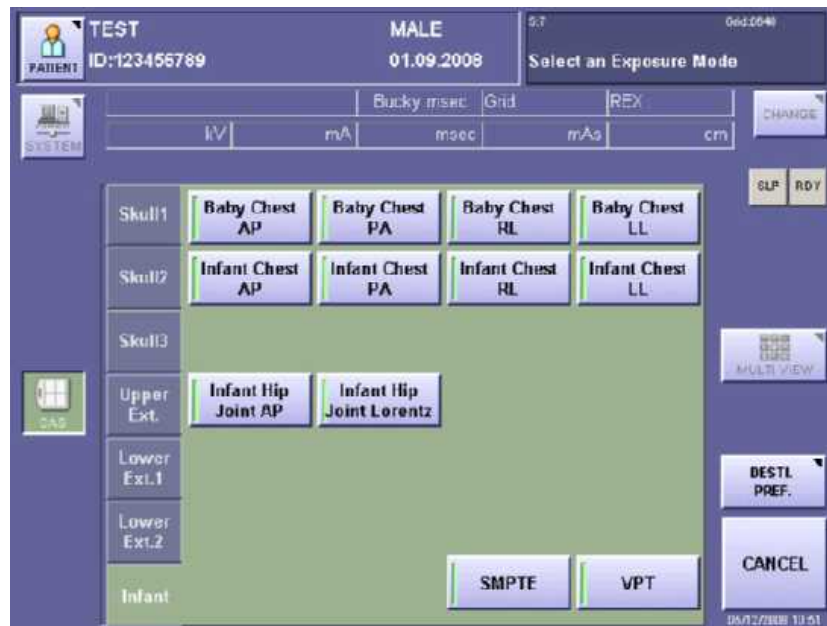 TEST
MALE
S:7
PATIENT
ID:123456789
01.09.2008
Select an Exposure Mode
SYSTEM
Bucky msec
Grid
REX
CHANGE
kV
mA
msec
mAs
cm
SLP
RDY
Skull1
Baby Chest
AP
Baby Chest
PA
Baby Chest
RL
Baby Chest
LL
Skull2
Infant Chest
AP
Infant Chest
PA
Infant Chest
RL
Infant Chest
LL
Skull3
MULTI VIEW
CAS
Upper
Ext.
Infant Hip
Joint AP
Infant Hip
Joint Lorentz
Lower
Ext.1
DESTI.
PREF.
Lower
Ext.2
Infant
SMPTE
VPT
CANCEL